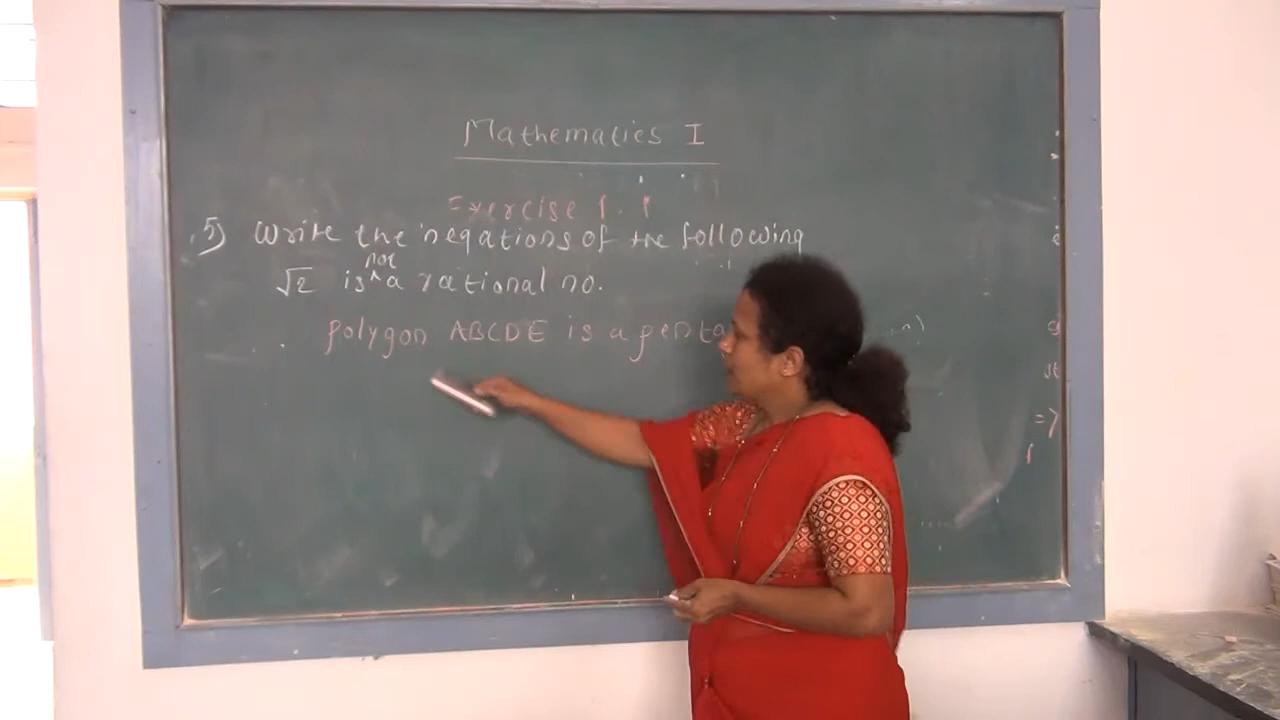 Mathematics I
Exercise 1.1
5) Write the negations of the following
not
√2 is ^ a rational no.
polygon ABCDE is a penta
st
=>